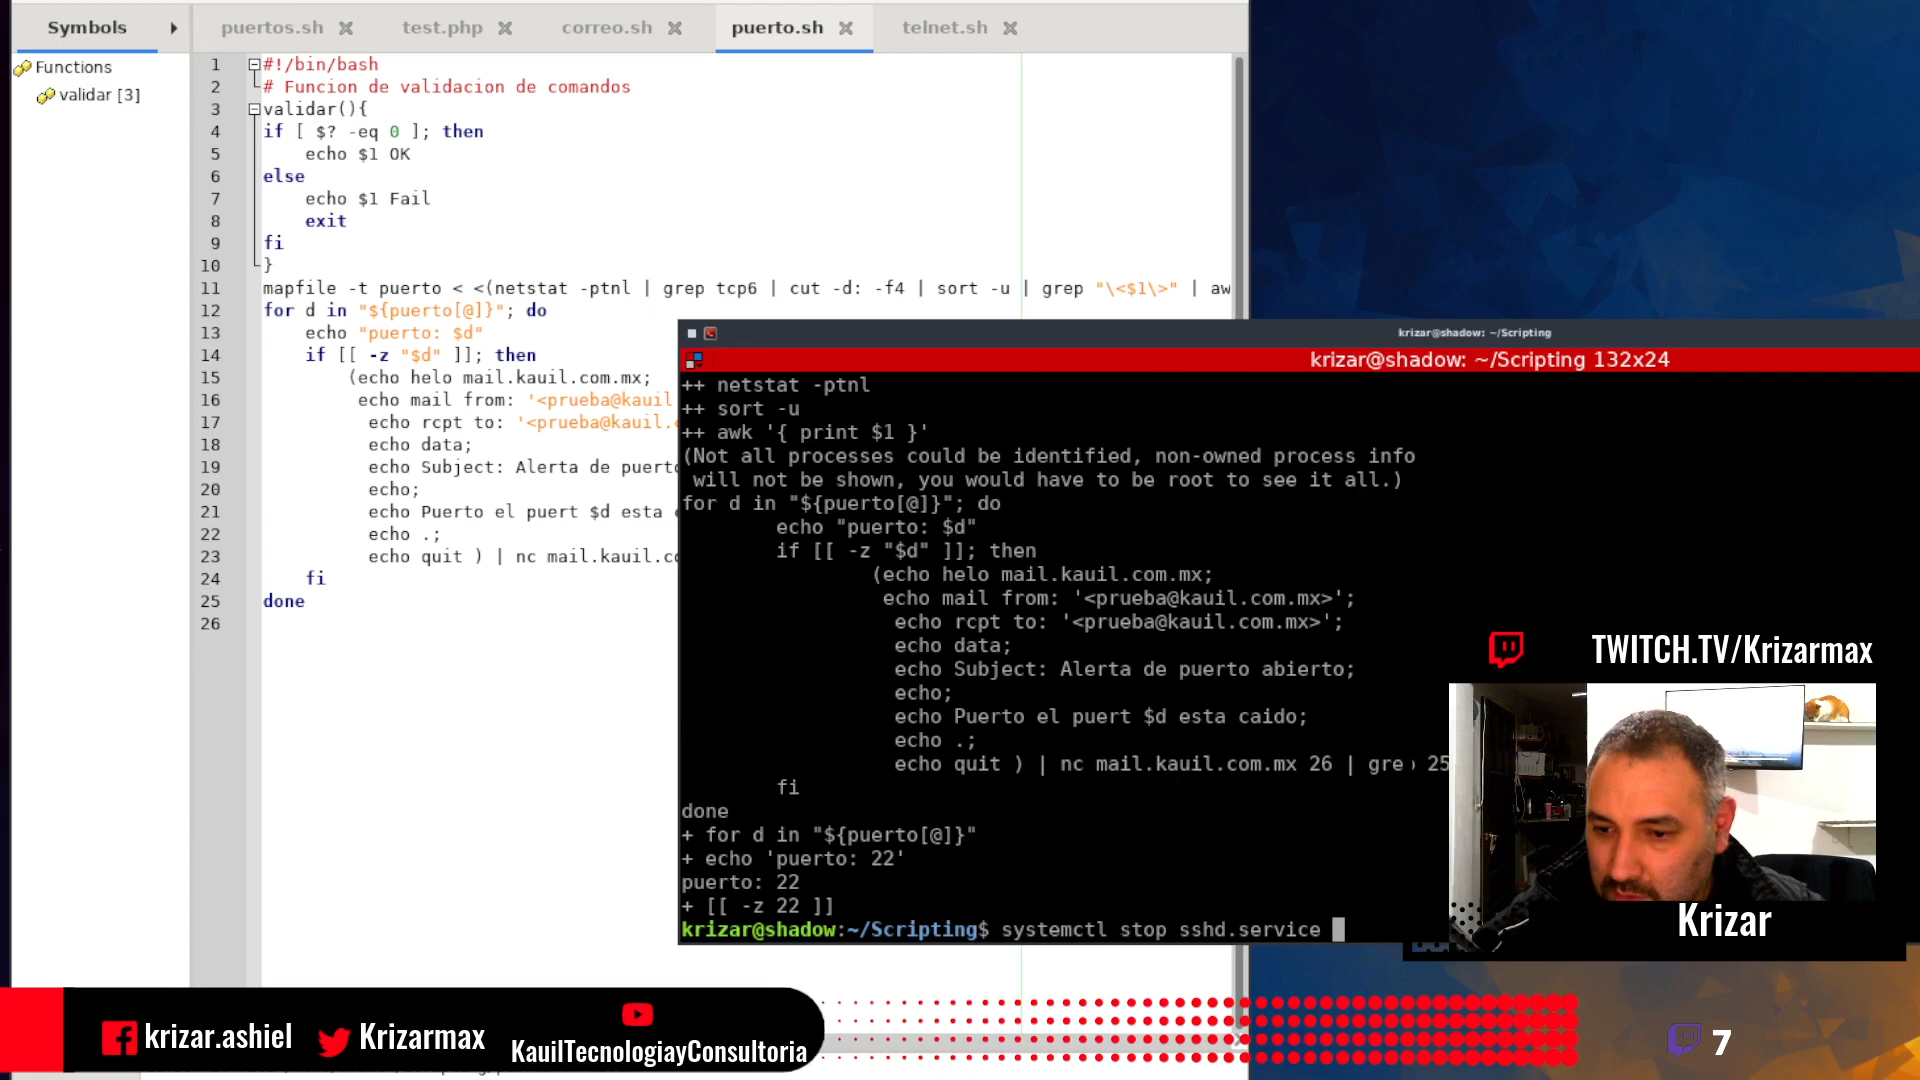 Symbols
puertos.sh
test.php
correo.sh
puerto.sh
telnet.sh
Functions
validar [3]
1 #!/bin/bash
2 # Funcion de validacion de comandos
3 validar(){
4 if [ $? -eq 0 ]; then
5 echo $1 OK
6 else
7 echo $1 Fail
8 exit
9 fi
10 }
11 mapfile -t puerto < <(netstat -ptnl | grep tcp6 | cut -d: -f4 | sort -u | grep "\<$1\>" | aw
12 for d in "${puerto[@]}"; do
13 echo "puerto: $d"
14 if [[ -z "$d" ]]; then
15 (echo helo mail.kauil.com.mx;
16 echo mail from: '<prueba@kauil
17 echo rcpt to: '<prueba@kauil.
18 echo data;
19 echo Subject: Alerta de puert
20 echo;
21 echo Puerto el puert $d esta
22 echo .;
23 echo quit ) | nc mail.kauil.c
24 fi
25 done
26
krizar@shadow: ~/Scripting
krizar@shadow: ~/Scripting 132x24
++ netstat -ptnl
++ sort -u
++ awk '{ print $1 }'
(Not all processes could be identified, non-owned process info
will not be shown, you would have to be root to see it all.)
for d in "${puerto[@]}"; do
echo "puerto: $d"
if [[ -z "$d" ]]; then
(echo helo mail.kauil.com.mx;
echo mail from: '<prueba@kauil.com.mx>';
echo rcpt to: '<prueba@kauil.com.mx>';
echo data;
echo Subject: Alerta de puerto abierto;
echo;
echo Puerto el puert $d esta caido;
echo .;
echo quit ) | nc mail.kauil.com.mx 26 | gre 25
fi
done
+ for d in "${puerto[@]}"
+ echo 'puerto: 22'
puerto: 22
+ [[ -z 22 ]]
krizar@shadow:~/Scripting$ systemctl stop sshd.service
TWITCH.TV/Krizarmax
Krizar
krizar.ashiel
Krizarmax
KauilTecnologiayConsultoria
7